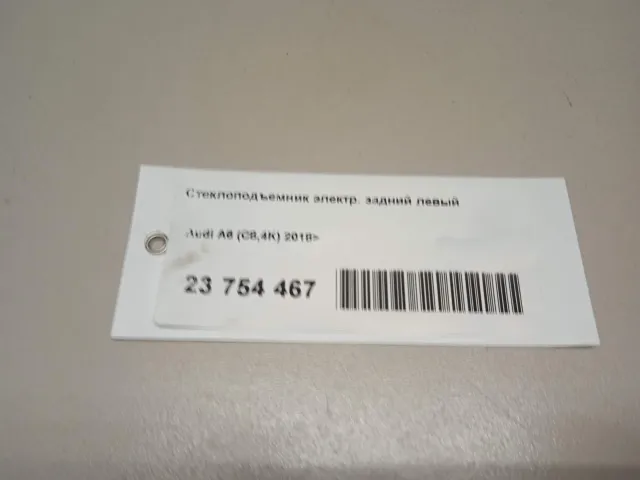 Стеклоподъемник электр. задний левый
Audi A6 (C8,4K) 2018>
23 754 467